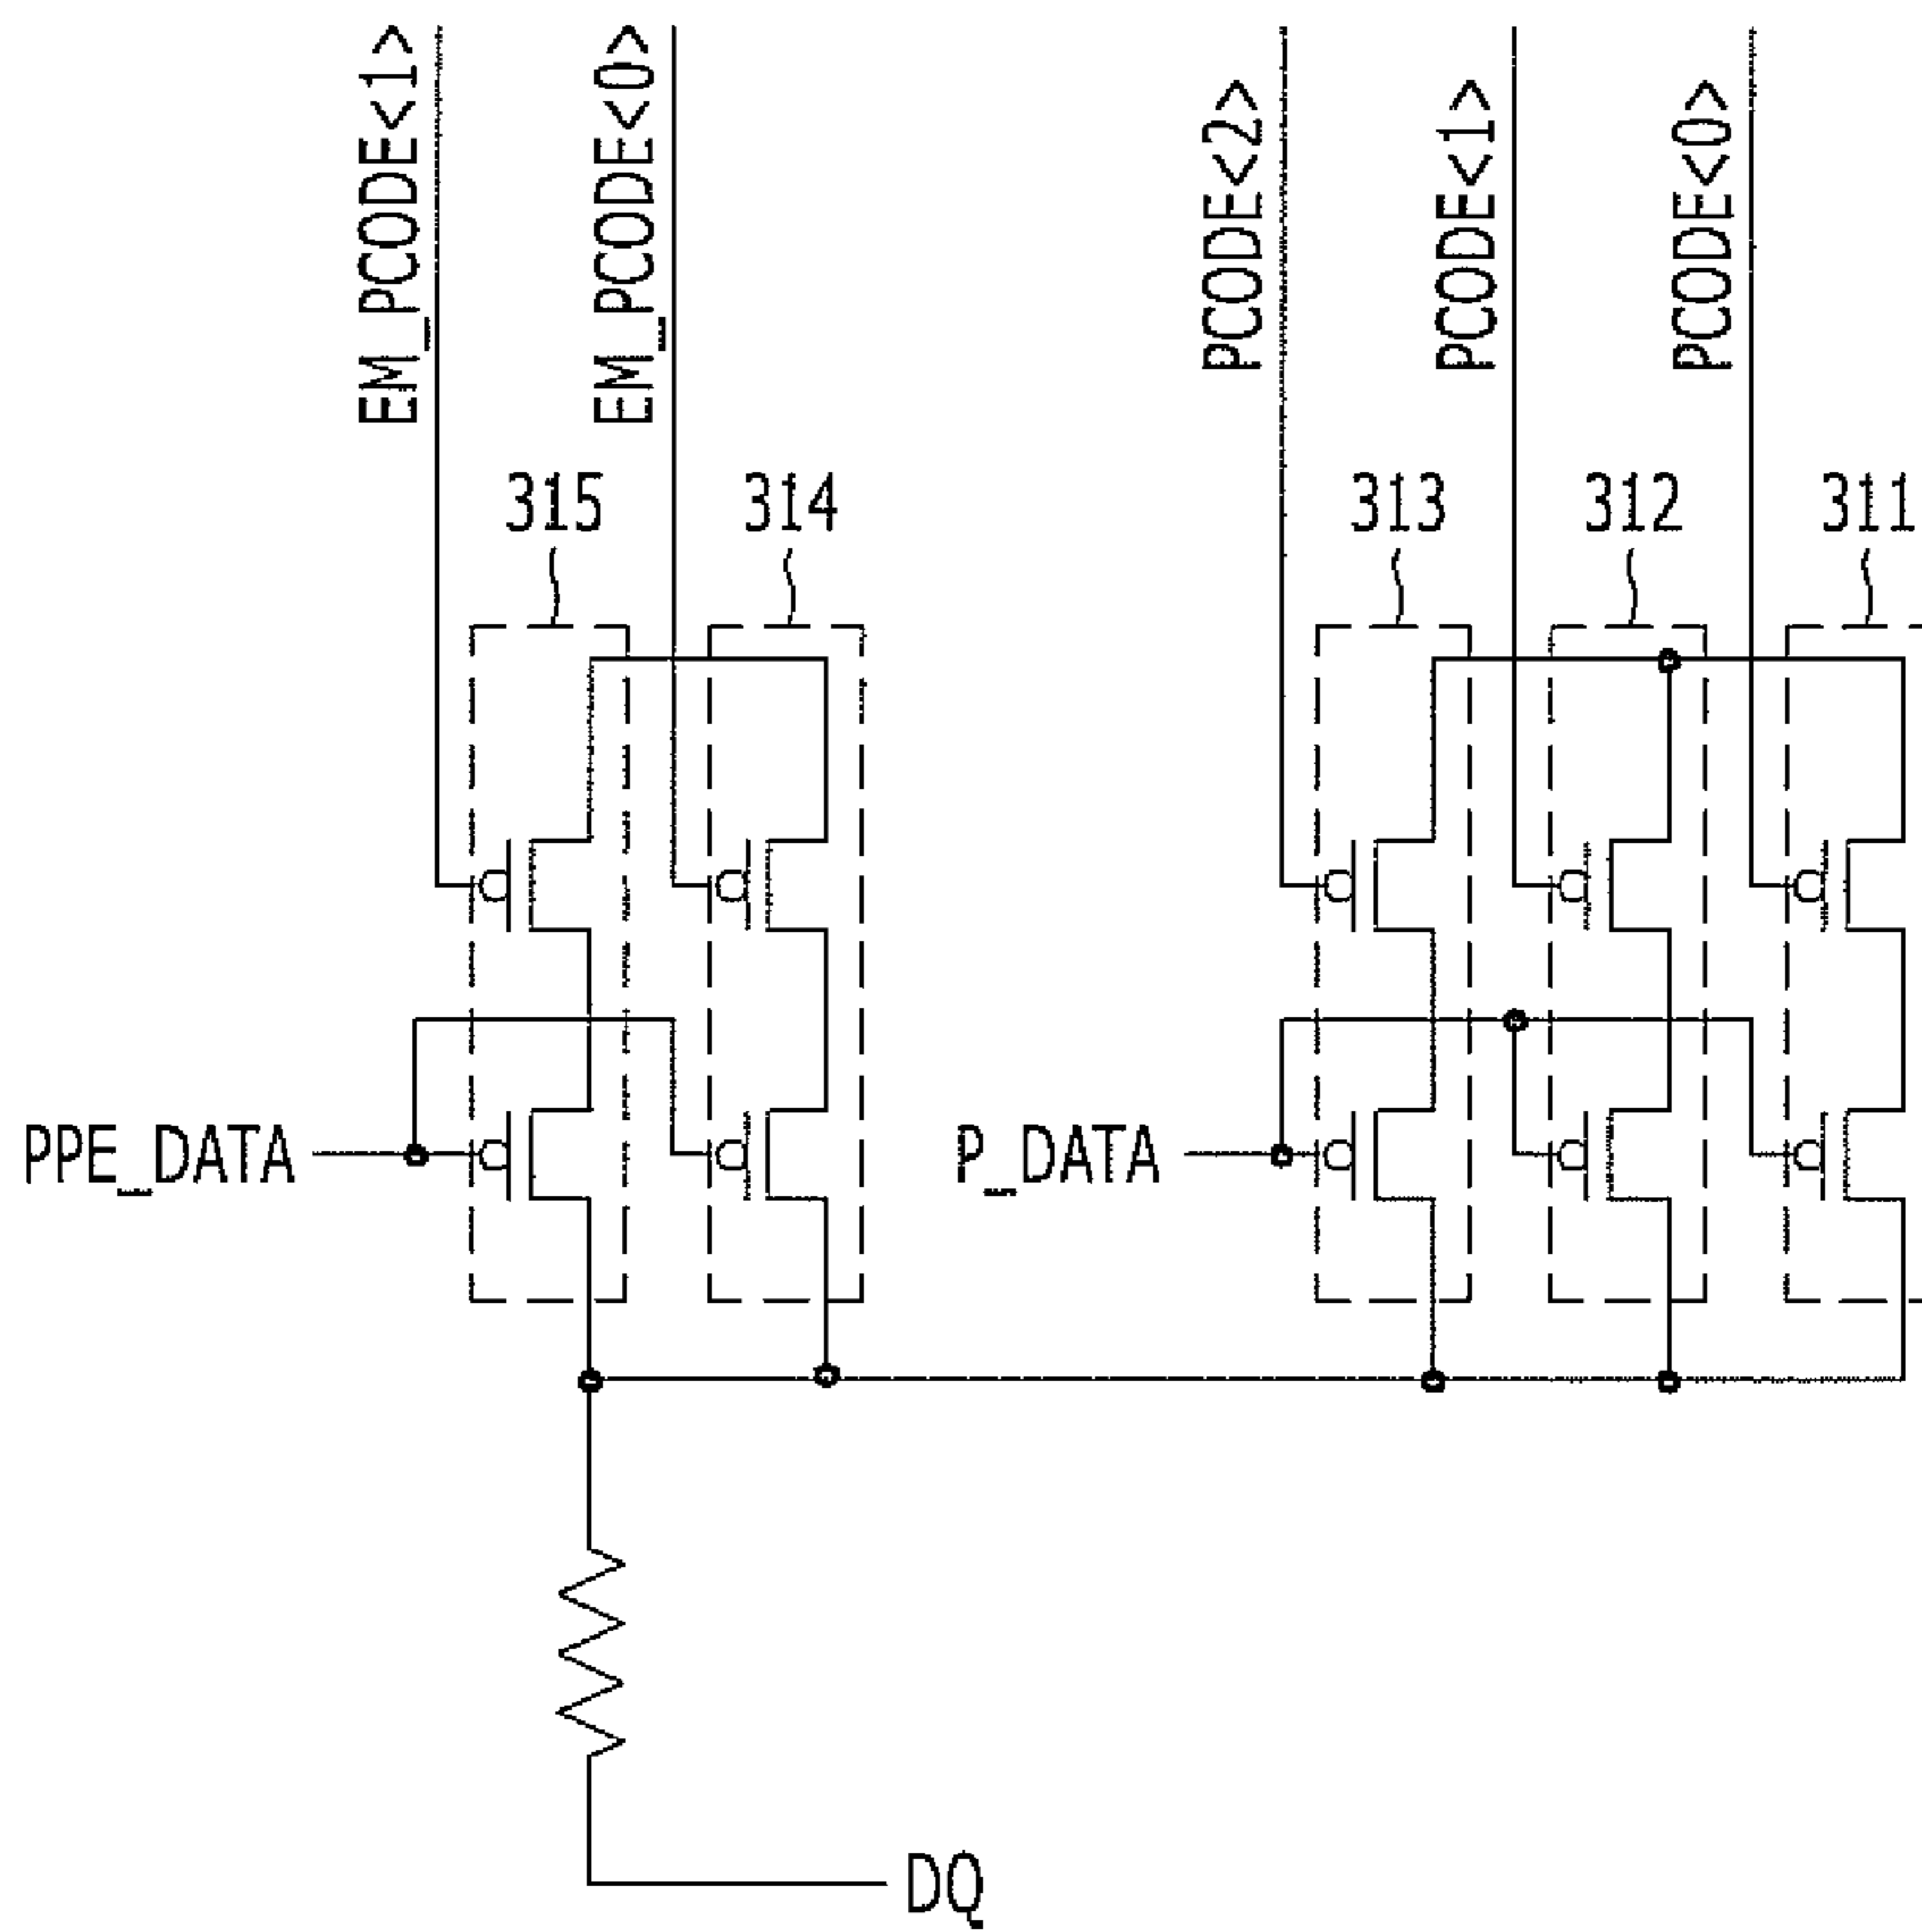 EM_PCODE<1>
EM_PCODE<0>
PCODE<2>
PCODE<1>
PCODE<0>
315
314
313
312
311
PPE_DATA
P_DATA
DQ